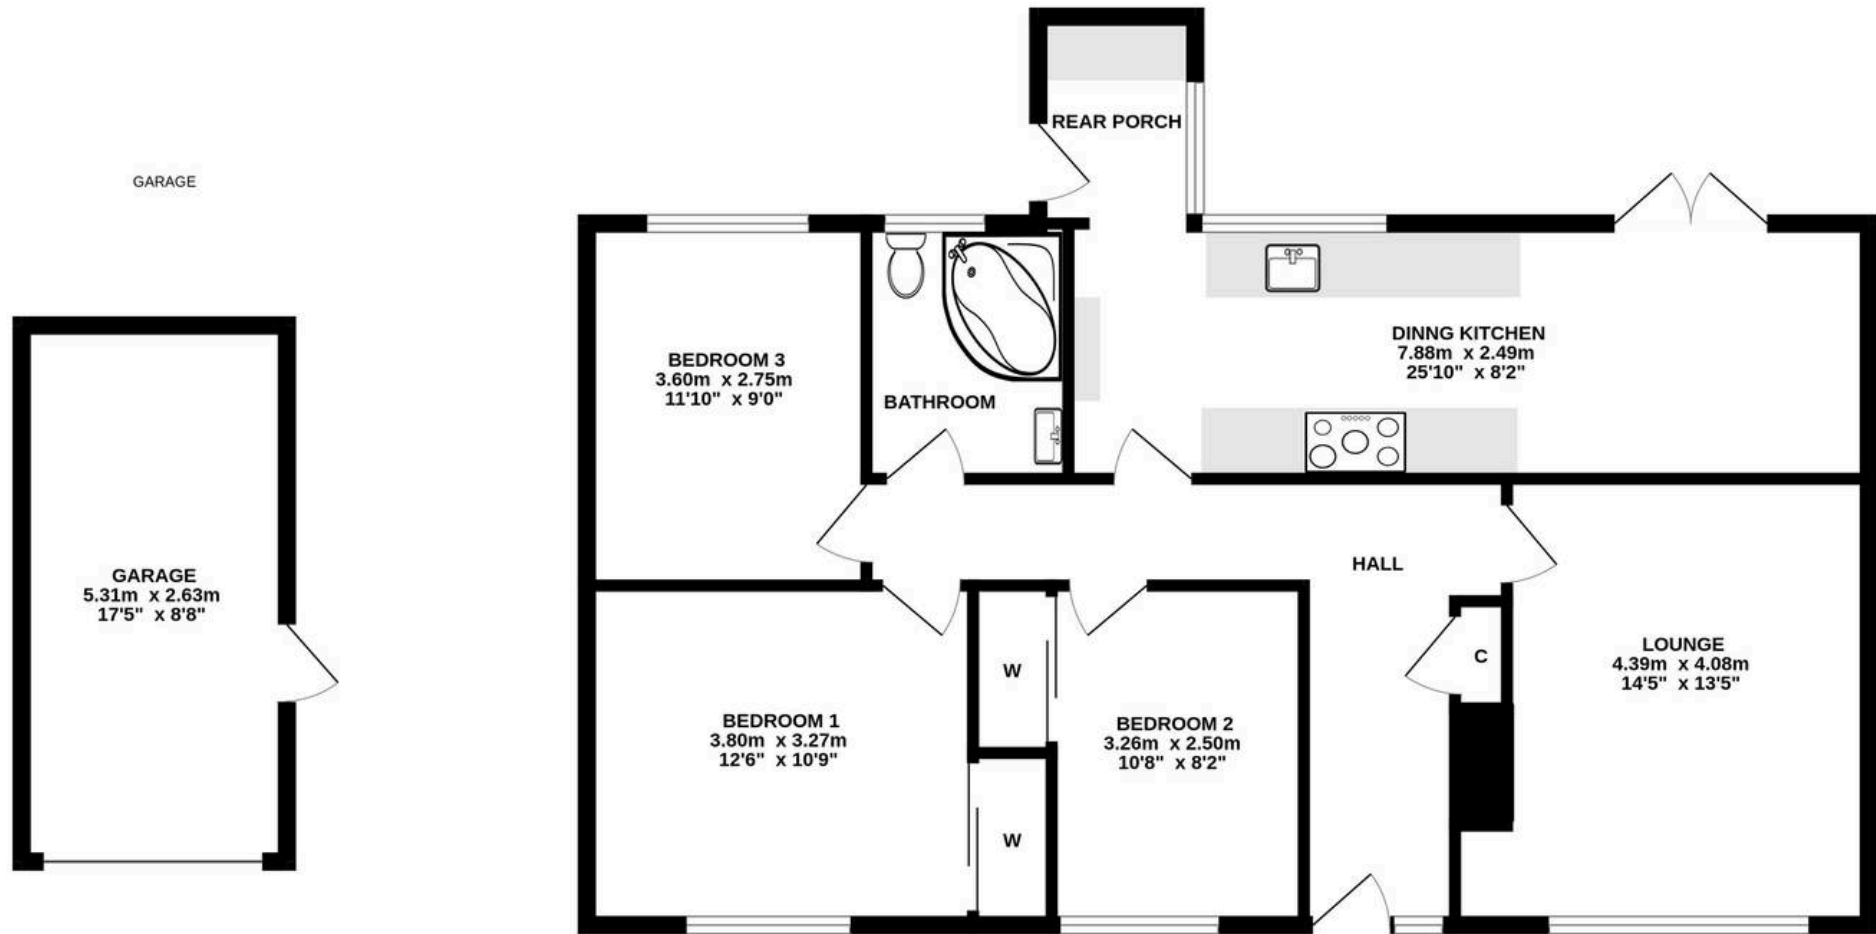 REAR PORCH
GARAGE
DINNG KITCHEN
7.88m x 2.49m
25'10" x 8'2"
BEDROOM 3
3.60m x 2.75m
11'10" x 9'0"
BATHROOM
HALL
GARAGE
5.31m x 2.63m
17'5" x 8'8"
LOUNGE
4.39m x 4.08m
14'5" x 13'5"
C
W
BEDROOM 1
3.80m x 3.27m
12'6" x 10'9"
BEDROOM 2
3.26m x 2.50m
10'8" x 8'2"
W